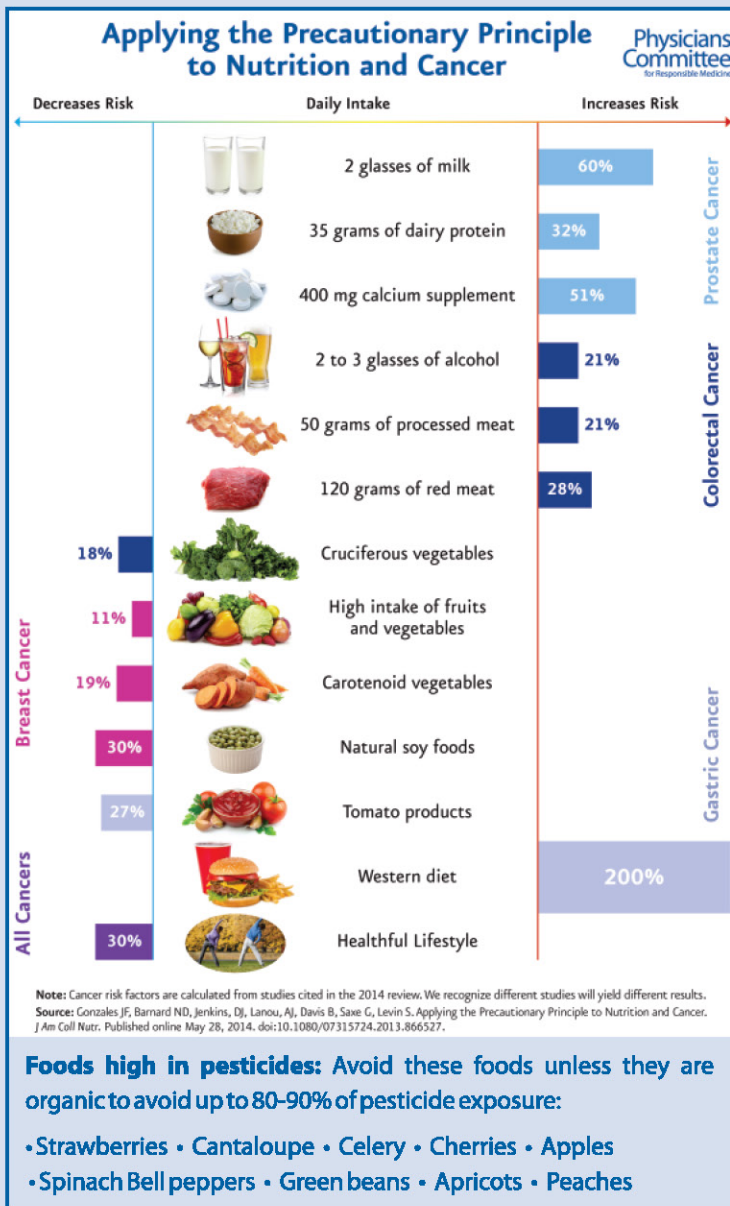 Applying the Precautionary Principle
to Nutrition and Cancer
Physicians
Committee
for Responsible Medicine
Decreases Risk
Daily Intake
Increases Risk
2 glasses of milk
60%
35 grams of dairy protein
32%
400 mg calcium supplement
51%
Prostate Cancer
2 to 3 glasses of alcohol
21%
50 grams of processed meat
21%
120 grams of red meat
28%
Colorectal Cancer
18%
Cruciferous vegetables
11%
High intake of fruits
and vegetables
19%
Carotenoid vegetables
30%
Natural soy foods
Breast Cancer
27%
Tomato products
Gastric Cancer
Western diet
200%
All Cancers
30%
Healthful Lifestyle
Note: Cancer risk factors are calculated from studies cited in the 2014 review. We recognize different studies will yield different results.
Source: Gonzales JF, Barnard ND, Jenkins, DJ, Lanou, AJ, Davis B, Saxe G, Levin S. Applying the Precautionary Principle to Nutrition and Cancer.
J Am Coll Nutr. Published online May 28, 2014. doi:10.1080/07315724.2013.866527.
Foods high in pesticides: Avoid these foods unless they are
organic to avoid up to 80-90% of pesticide exposure:
• Strawberries • Cantaloupe • Celery • Cherries • Apples
• Spinach Bell peppers • Green beans • Apricots • Peaches